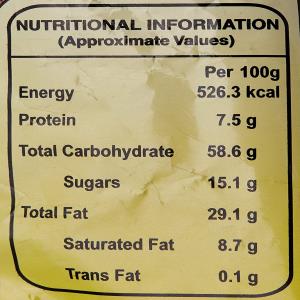 NUTRITIONAL INFORMATION
(Approximate Values)
Per 100g
Energy 526.3 kcal
Protein 7.5 g
Total Carbohydrate 58.6 g
Sugars 15.1 g
Total Fat 29.1 g
Saturated Fat 8.7 g
Trans Fat 0.1 g